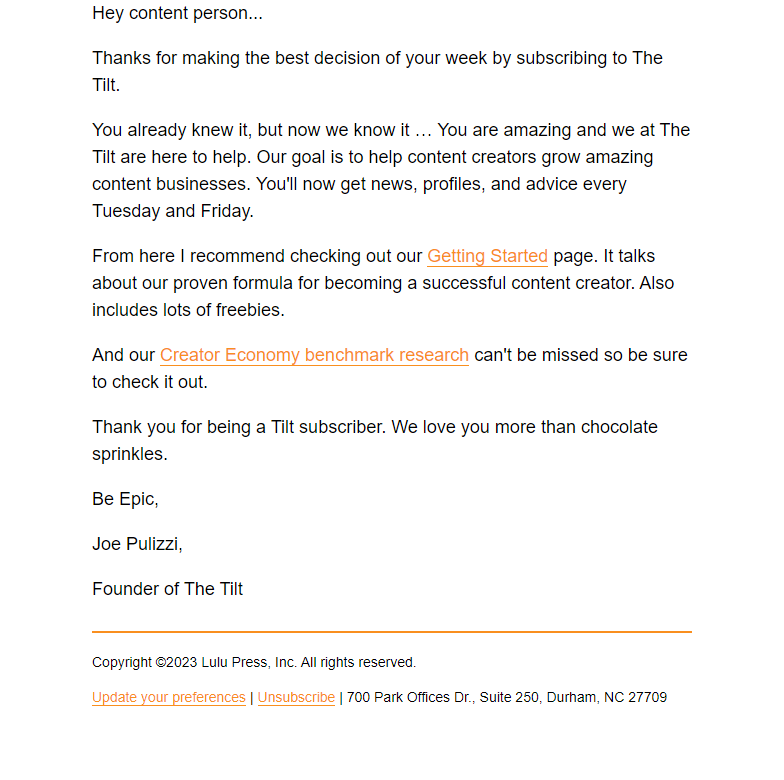 Hey content person...
Thanks for making the best decision of your week by subscribing to The
Tilt.
You already knew it, but now we know it … You are amazing and we at The
Tilt are here to help. Our goal is to help content creators grow amazing
content businesses. You'll now get news, profiles, and advice every
Tuesday and Friday.
From here I recommend checking out our Getting Started page. It talks
about our proven formula for becoming a successful content creator. Also
includes lots of freebies.
And our Creator Economy benchmark research can't be missed so be sure
to check it out.
Thank you for being a Tilt subscriber. We love you more than chocolate
sprinkles.
Be Epic,
Joe Pulizzi,
Founder of The Tilt
Copyright ©2023 Lulu Press, Inc. All rights reserved.
Update your preferences | Unsubscribe | 700 Park Offices Dr., Suite 250, Durham, NC 27709